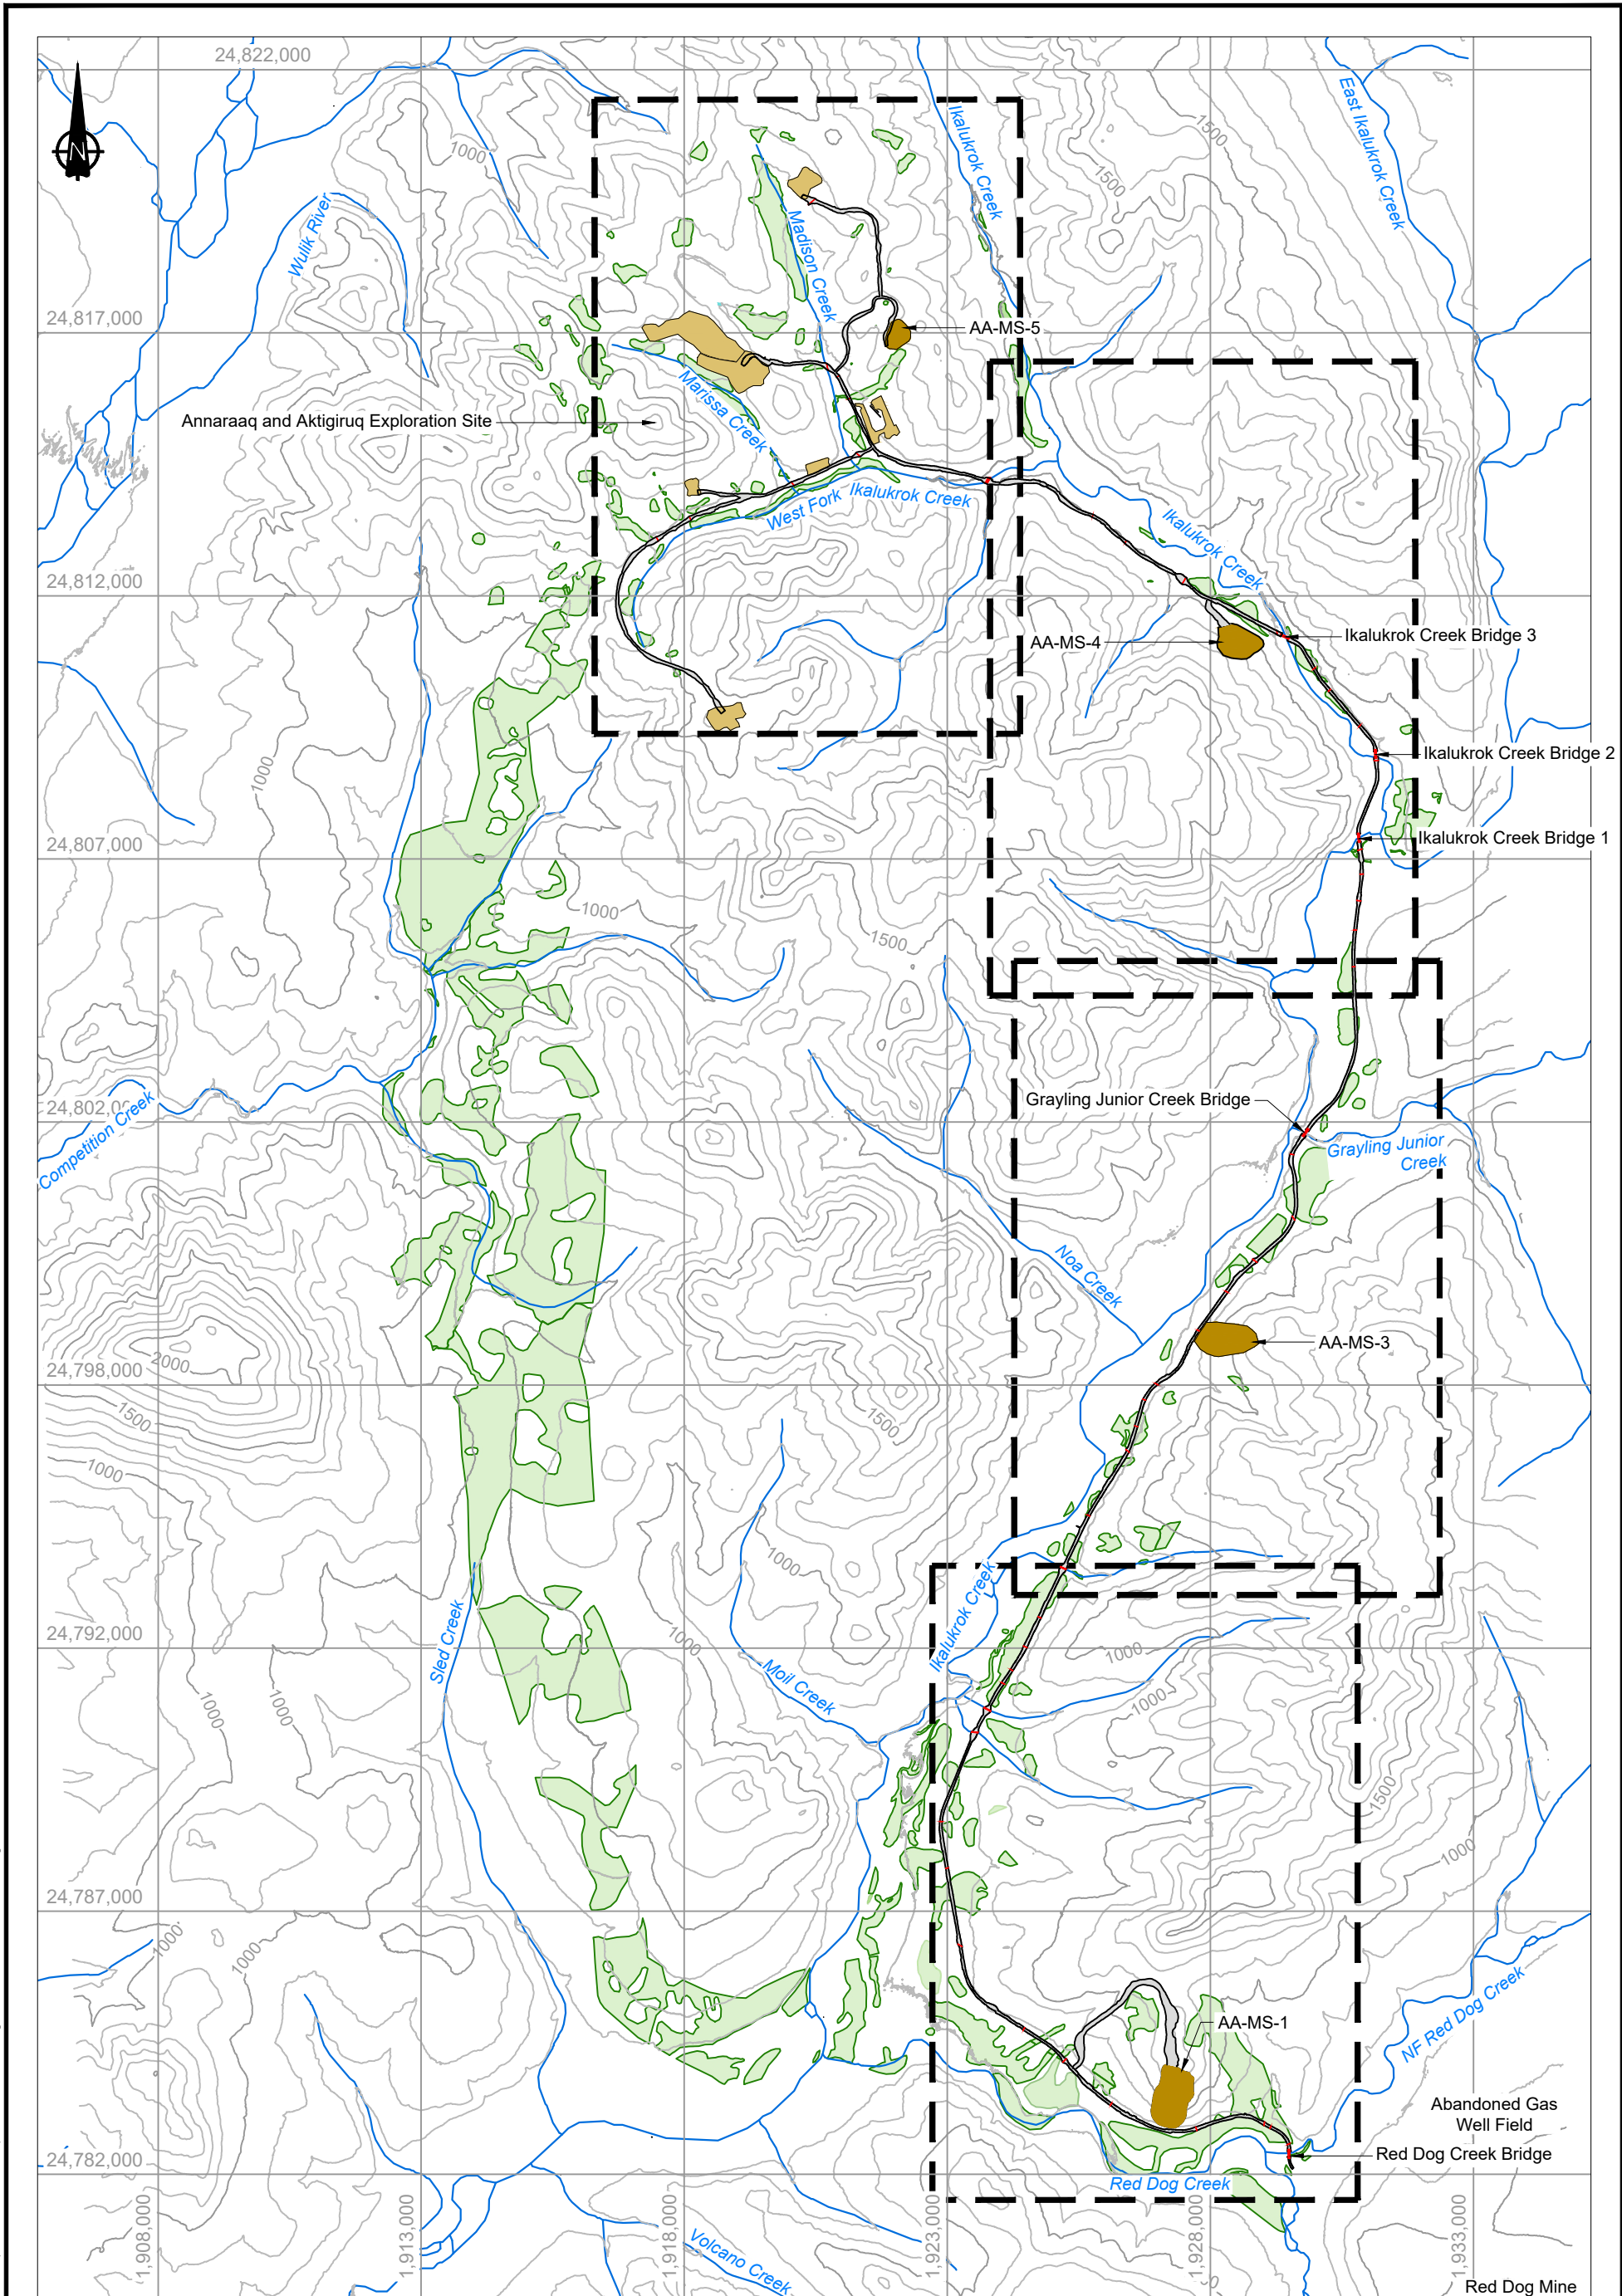 24,822,000
N
1000
1500
1500
Ikalukrok Creek
East Ikalukrok Creek
Wulik River
Madison Creek
24,817,000
AA-MS-5
Marissa Creek
Annaraaq and Aktigiruq Exploration Site
West Fork Ikalukrok Creek
Ikalukrok Creek
24,812,000
AA-MS-4
Ikalukrok Creek Bridge 3
Ikalukrok Creek Bridge 2
1000
24,807,000
Ikalukrok Creek Bridge 1
1000
1500
Grayling Junior Creek Bridge
Competition Creek
Grayling Junior
Creek
Noa Creek
AA-MS-3
2000
24,798,000
1500
1500
1000
1000
Ikalukrok Creek
Sled Creek
24,792,000
1000
1000
Moil Creek
1000
1000
1000
1500
1000
24,787,000
1000
1000
NF Red Dog Creek
AA-MS-1
Abandoned Gas
Well Field
Red Dog Creek Bridge
24,782,000
Red Dog Creek
1,908,000
1,913,000
1,918,000
1,923,000
1,928,000
1,933,000
Volcano Creek
Red Dog Mine